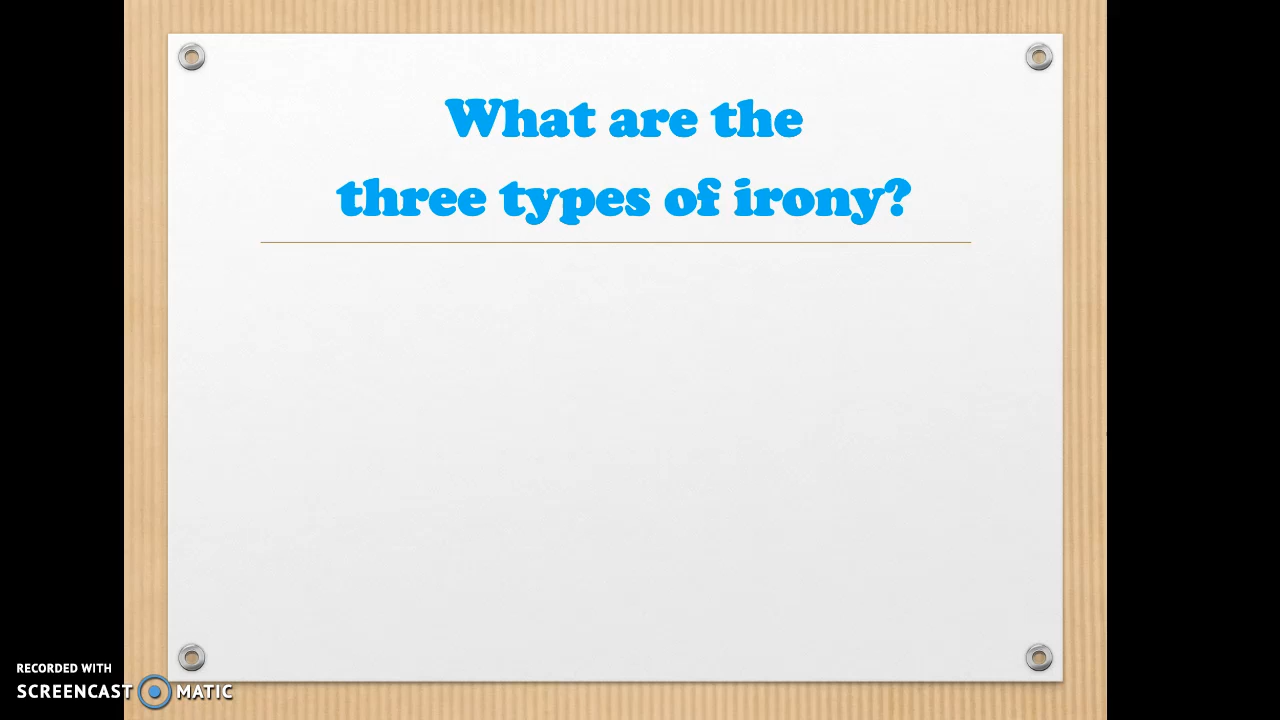 What are the
three types of irony?
RECORDED WITH
SCREENCAST MATIC